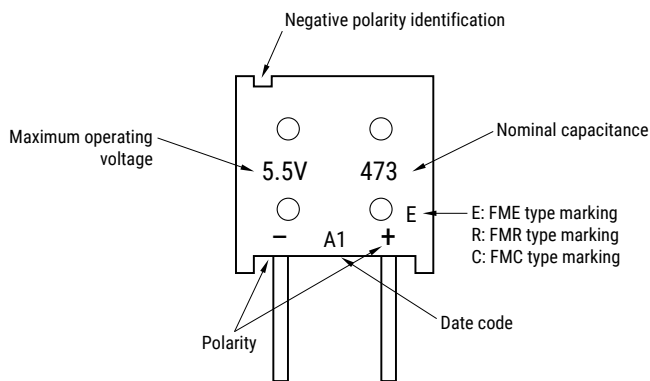 Negative polarity identification
Maximum operating
voltage
Nominal capacitance
5.5V
473
E
E: FME type marking
R: FMR type marking
C: FMC type marking
−
A1
+
Date code
Polarity